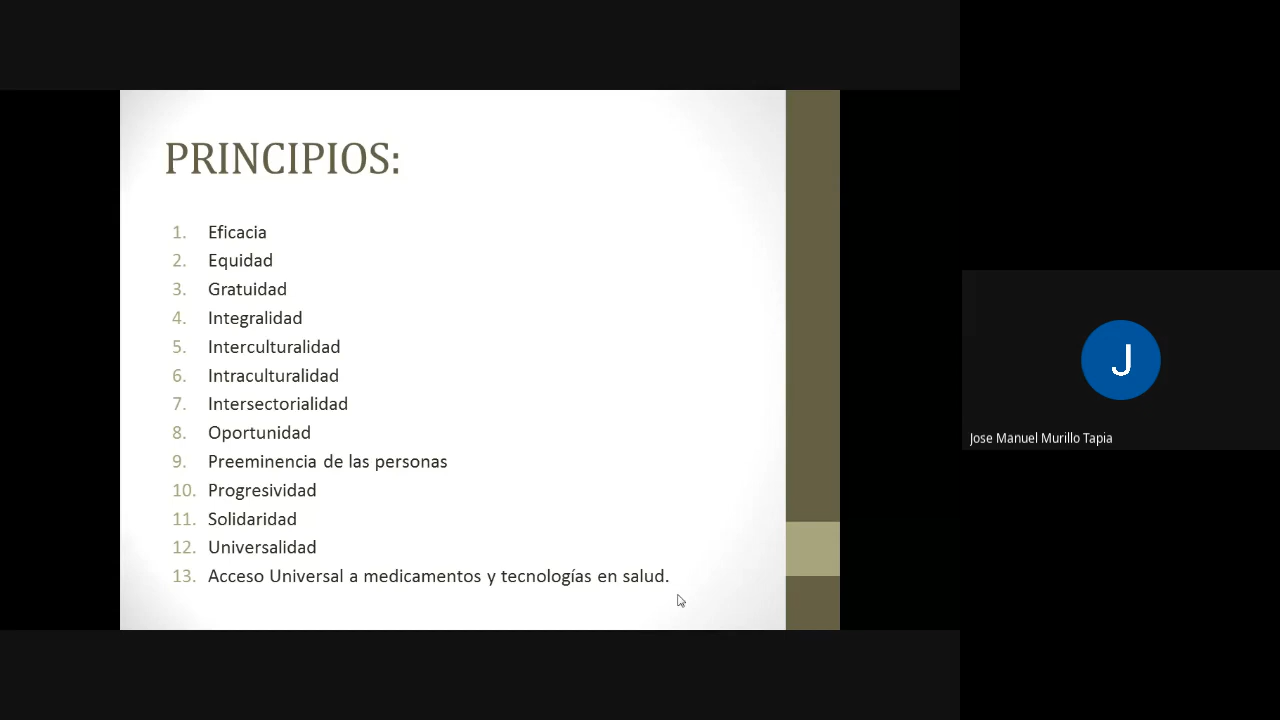 PRINCIPIOS:
1. Eficacia
2. Equidad
3. Gratuidad
4. Integralidad
5. Interculturalidad
6. Intraculturalidad
7. Intersectorialidad
8. Oportunidad
9. Preeminencia de las personas
10. Progresividad
11. Solidaridad
12. Universalidad
13. Acceso Universal a medicamentos y tecnologías en salud.
J
Jose Manuel Murillo Tapia